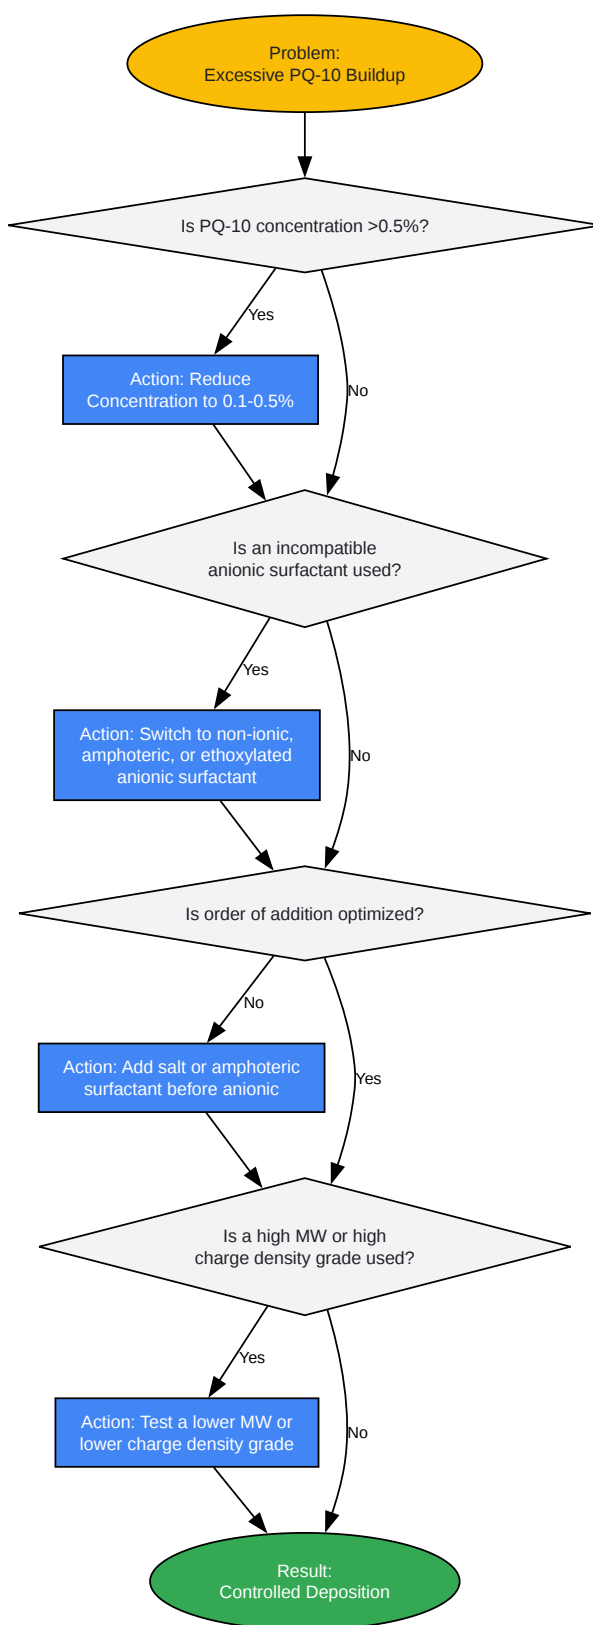 Problem:
Excessive PQ-10 Buildup
Is PQ-10 concentration >0.5%?
Yes
Action: Reduce
Concentration to 0.1-0.5%
No
Is an incompatible
anionic surfactant used?
Yes
Action: Switch to non-ionic,
amphoteric, or ethoxylated
anionic surfactant
No
Is order of addition optimized?
No
Action: Add salt or amphoteric
surfactant before anionic
Yes
Is a high MW or high
charge density grade used?
Yes
Action: Test a lower MW or
lower charge density grade
No
Result:
Controlled Deposition